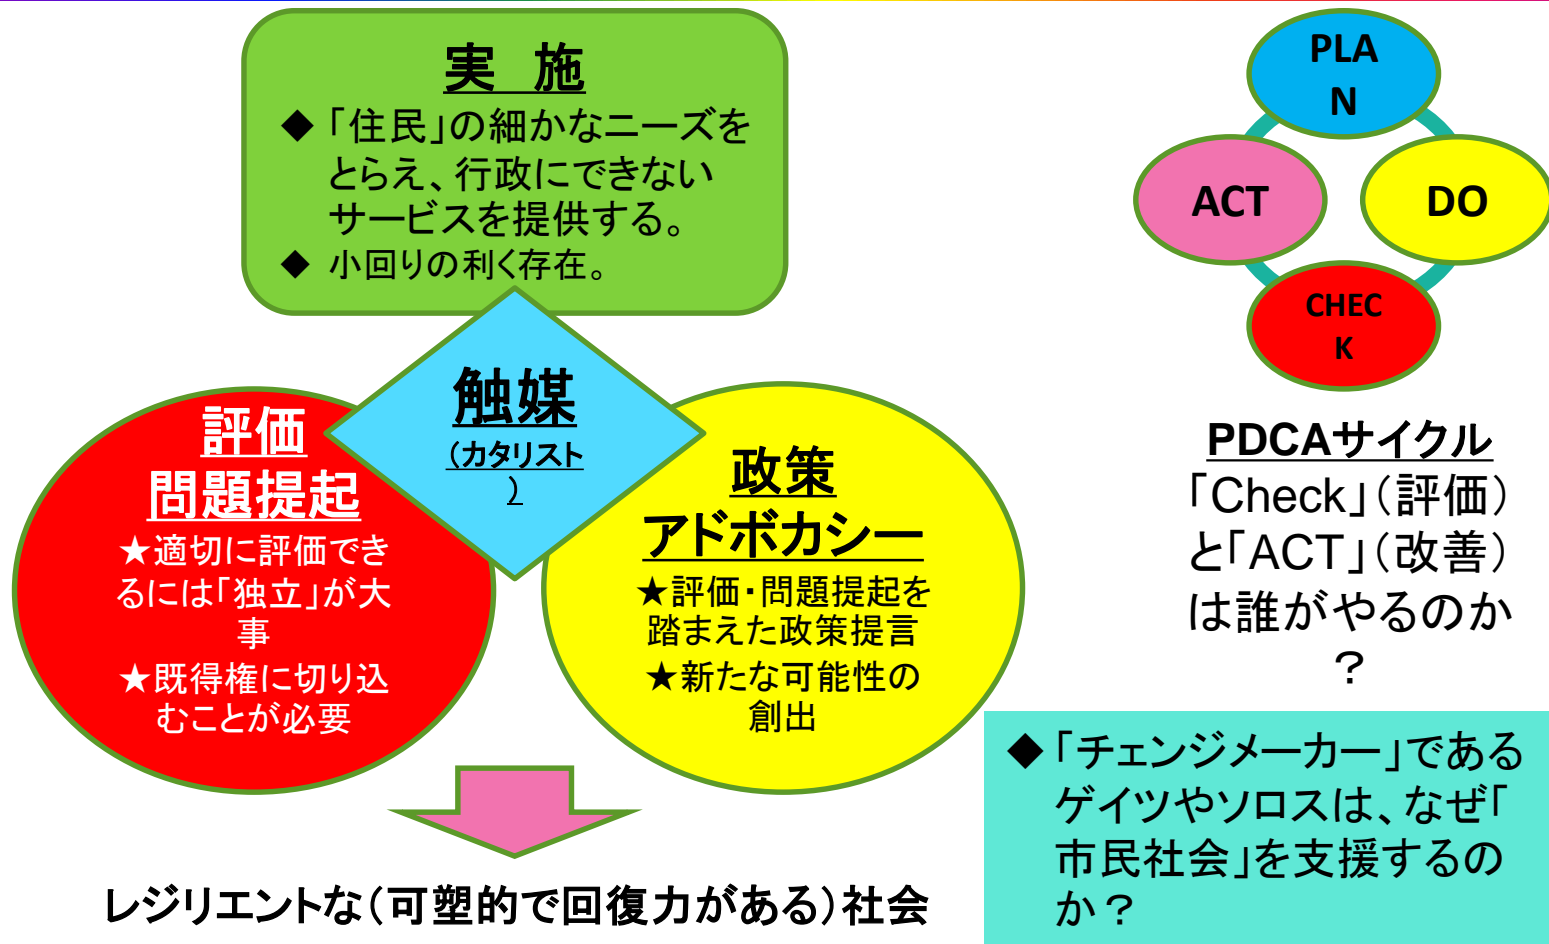 実　施
◆「住民」の細かなニーズを
とらえ、行政にできない
サービスを提供する。
◆ 小回りの利く存在。
触媒
（カタリスト
）
評価
問題提起
★適切に評価でき
るには「独立」が大
事
★既得権に切り込
むことが必要
政策
アドボカシー
★評価・問題提起を
踏まえた政策提言
★新たな可能性の
創出
レジリエントな（可塑的で回復力がある）社会
PLA
N
ACT
DO
CHEC
K
PDCAサイクル
「Check」（評価）
と「ACT」（改善）
は誰がやるのか
？
◆「チェンジメーカー」である
ゲイツやソロスは、なぜ「
市民社会」を支援するの
か？